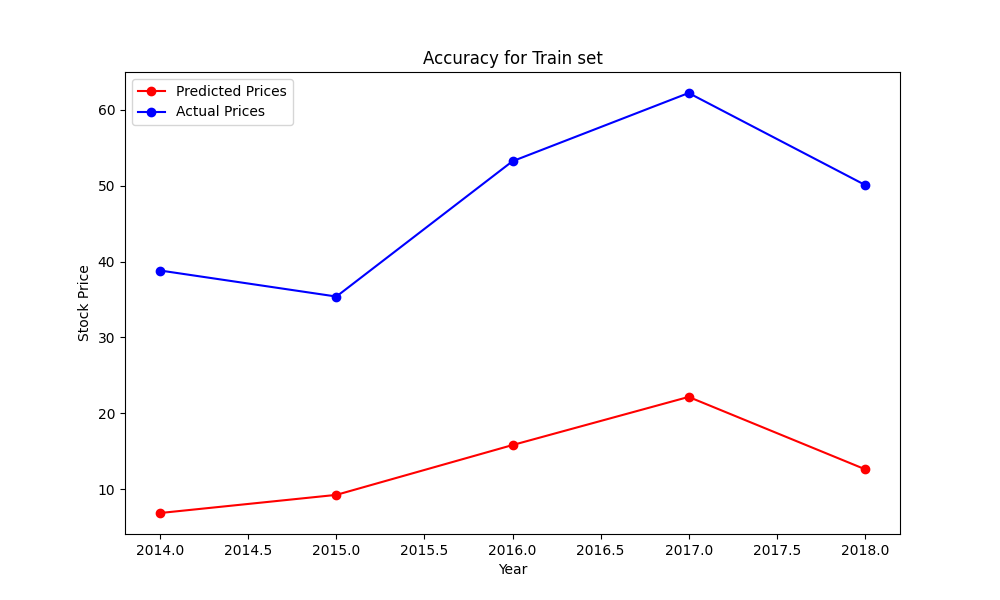 Accuracy for Train set
Predicted Prices
Actual Prices
60
50
40
30
20
10
Stock Price
2014.0 2014.5 2015.0 2015.5 2016.0 2016.5 2017.0 2017.5 2018.0
Year